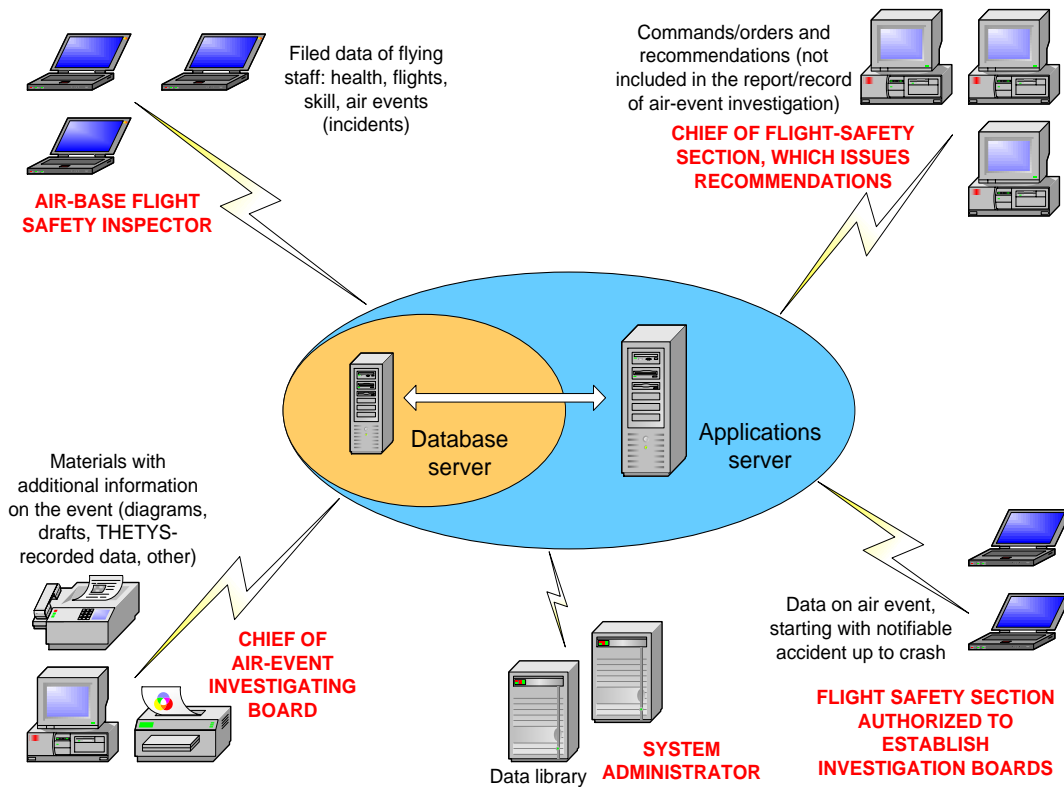 Filed data of flying
staff: health, flights,
skill, air events
(incidents)
AIR-BASE FLIGHT
SAFETY INSPECTOR
Commands/orders and
recommendations (not
included in the report/record
of air-event investigation)
CHIEF OF FLIGHT-SAFETY
SECTION, WHICH ISSUES
RECOMMENDATIONS
Database
server
Applications
server
Materials with
additional information
on the event (diagrams,
drafts, THETYS-
recorded data, other)
CHIEF OF
AIR-EVENT
INVESTIGATING
BOARD
Data library
SYSTEM
ADMINISTRATOR
Data on air event,
starting with notifiable
accident up to crash
FLIGHT SAFETY SECTION
AUTHORIZED TO
ESTABLISH
INVESTIGATION BOARDS